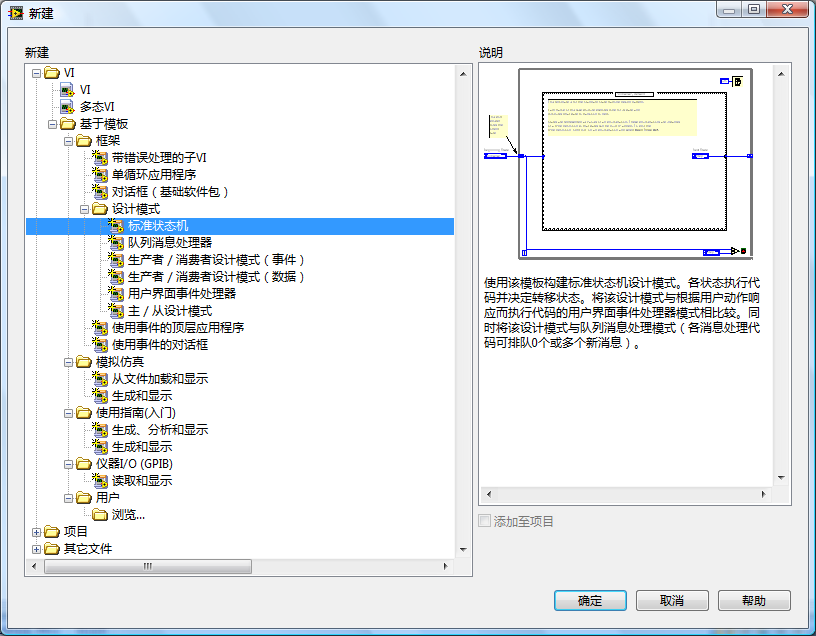 新建
新建
VI
VI
多态VI
基于模板
框架
带错误处理的子VI
单循环应用程序
对话框（基础软件包）
设计模式
标准状态机
队列消息处理器
生产者／消费者设计模式（事件）
生产者／消费者设计模式（数据）
用户界面事件处理器
主／从设计模式
使用事件的顶层应用程序
使用事件的对话框
模拟仿真
从文件加载和显示
生成和显示
使用指南(入门)
生成、分析和显示
生成和显示
仪器I/O (GPIB)
读取和显示
用户
浏览...
项目
其它文件
说明
使用该模板构建标准状态机设计模式。各状态执行代
码并决定转移状态。将该设计模式与根据用户动作响
应而执行代码的用户界面事件处理器模式相比较。同
时将该设计模式与队列消息处理模式（各消息处理代
码可排队0个或多个新消息）。
添加至项目
确定
取消
帮助